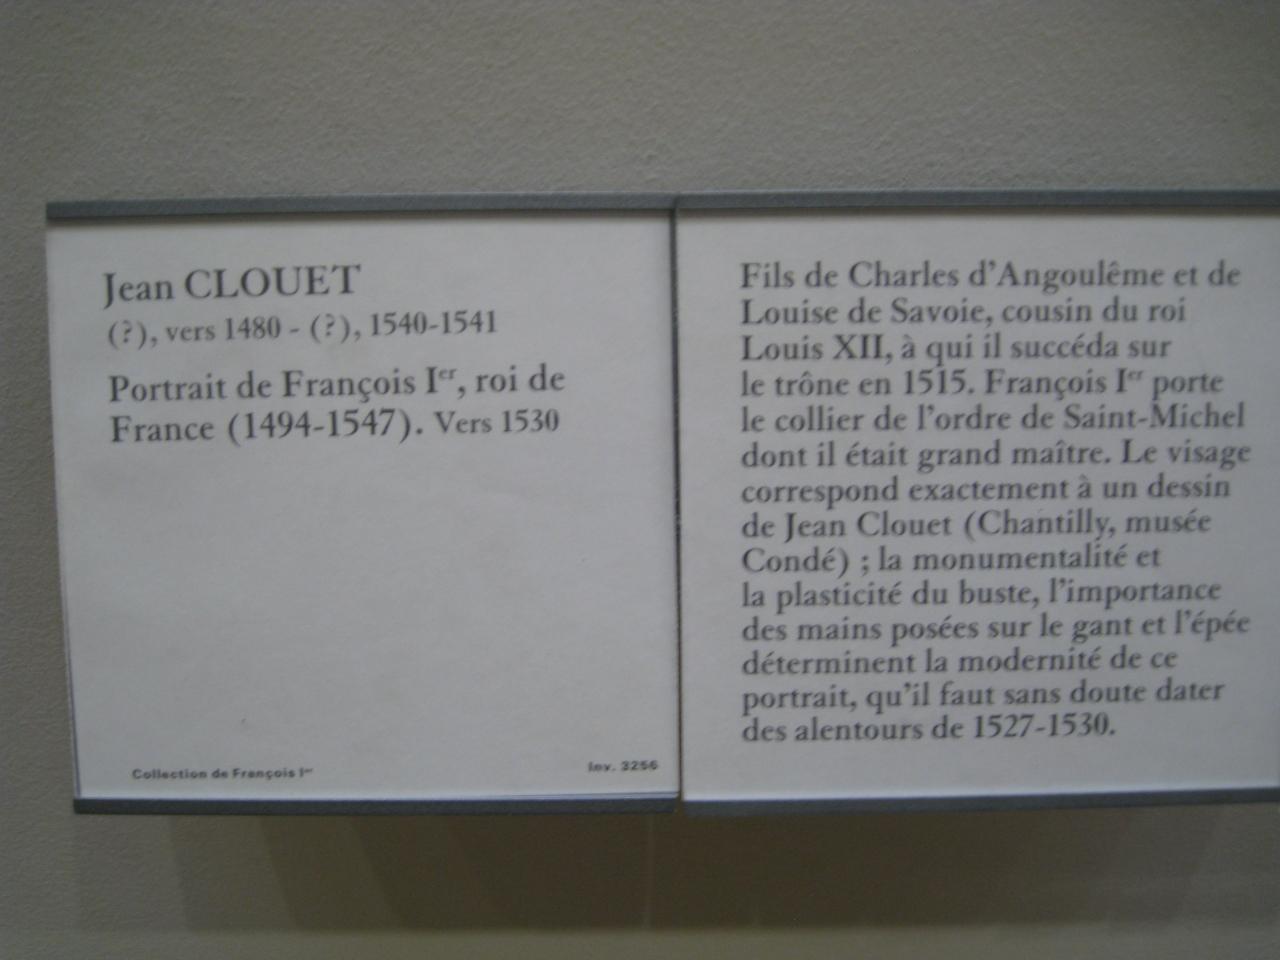 Jean CLOUET
(?), vers 1480 - (?), 1540-1541
Portrait de François Iᵉʳ, roi de
France (1494-1547). Vers 1530
Collection de François Iᵉʳ
Inv. 3256
Fils de Charles d’Angoulême et de
Louise de Savoie, cousin du roi
Louis XII, à qui il succéda sur
le trône en 1515. François Iᵉʳ porte
le collier de l’ordre de Saint-Michel
dont il était grand maître. Le visage
correspond exactement à un dessin
de Jean Clouet (Chantilly, musée
Condé) ; la monumentalité et
la plasticité du buste, l’importance
des mains posées sur le gant et l’épée
déterminent la modernité de ce
portrait, qu’il faut sans doute dater
des alentours de 1527-1530.